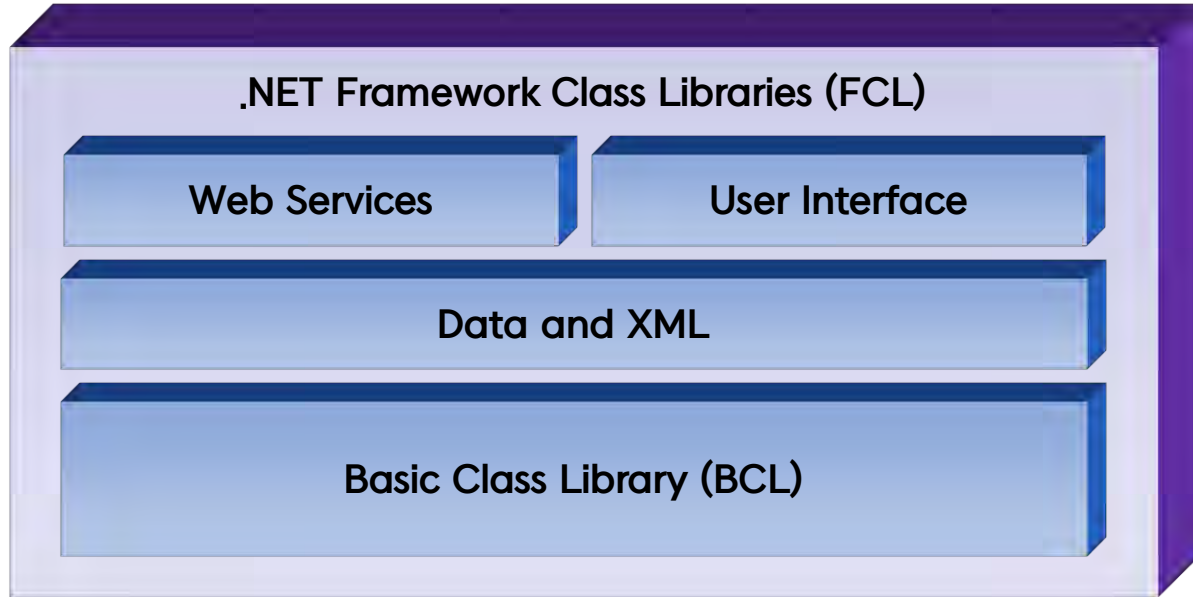 .NET Framework Class Libraries (FCL)
Web Services
User Interface
Data and XML
Basic Class Library (BCL)